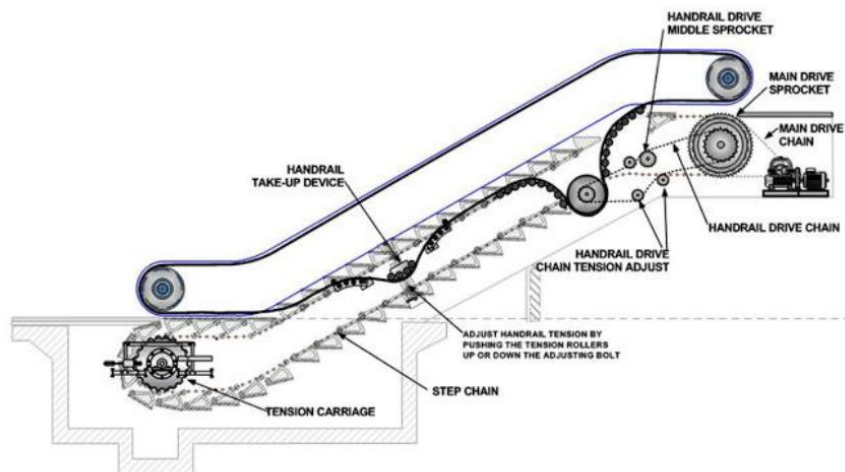 HANDRAIL DRIVE
MIDDLE SPROCKET
MAIN DRIVE
SPROCKET
MAIN DRIVE
CHAIN
HANDRAIL
TAKE-UP DEVICE
HANDRAIL DRIVE CHAIN
HANDRAIL DRIVE
CHAIN TENSION ADJUST
ADJUST HANDRAIL TENSION BY
PUSHING THE TENSION ROLLERS
UP OR DOWN THE ADJUSTING BOLT
STEP CHAIN
TENSION CARRIAGE